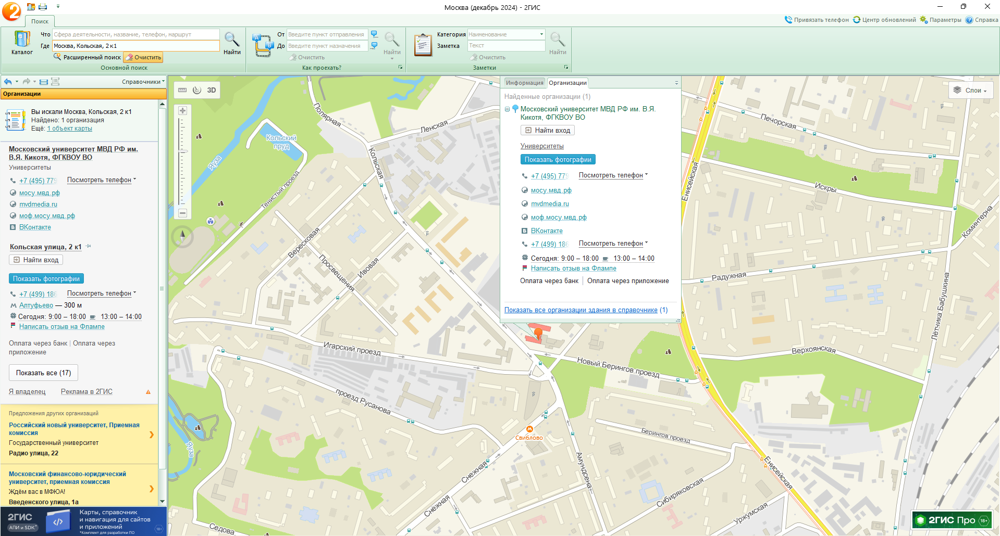 Москва (декабрь 2024) - 2ГИС
Поиск
Привязать телефон
Центр обновлений
Параметры
Справка
Каталог
Что
Сфера деятельности, название, телефон, маршрут
Где
Москва, Кольская, 2 к1
Расширенный поиск
Очистить
Найти
Основной поиск
От
Введите пункт отправления
До
Введите пункт назначения
Очистить
Найти
Как проехать?
Категория
Наименование
Заметка
Текст
Очистить
Найти
Заметки
Справочники
Организации
Вы искали Москва, Кольская, 2 к1
Найдено: 1 организация
Ещё: 1 объект карты
Московский университет МВД РФ им.
В.Я. Кикотя, ФГКВОУ ВО
Университеты
+7 (495) 779 Посмотреть телефон
мосу.мвд.рф
mvdmedia.ru
моф.мосу.мвд.рф
ВКонтакте
Кольская улица, 2 к1
Найти вход
Показать фотографии
+7 (499) 186 Посмотреть телефон
Алтуфьево — 300 м
Сегодня: 9:00 – 18:00 13:00 – 14:00
Написать отзыв на Флампе
Оплата через банк | Оплата через
приложение
Показать все (17)
Я владелец
Реклама в 2ГИС
Предложения других организаций
Российский новый университет, Приемная
комиссия
Государственный университет
Радио улица, 22
Московский финансово-юридический
университет, приемная комиссия
Ждём вас в МФЮА!
Введенского улица, 1а
2ГИС
АПИ и SDK*
Карты, справочник
и навигация для сайтов
и приложений
*Комплект для разработки ПО
18+
3D
Слои
Информация
Организации
Найденные организации (1)
Московский университет МВД РФ им. В.Я.
Кикотя, ФГКВОУ ВО
Найти вход
Университеты
Показать фотографии
+7 (495) 779 Посмотреть телефон
мосу.мвд.рф
mvdmedia.ru
моф.мосу.мвд.рф
ВКонтакте
+7 (499) 186 Посмотреть телефон
Сегодня: 9:00 – 18:00 13:00 – 14:00
Написать отзыв на Флампе
Оплата через банк | Оплата через приложение
Показать все организации здания в справочнике (1)
Полярная
Ленская
Кольский
пруд
Яуза
Кольская
Тенистый проезд
Вересковая
Просвещения
Ивовая
Игарский проезд
проезд Русанова
Яуза
Седова
Снежная
Снежная
Свиблово
Амундсена
Новый Берингов проезд
Берингов проезд
Сибиряковская
Уржумская
Енисейская
Енисейская
Печорская
Искры
Радужная
Коминтерна
Лётчика Бабушкина
Верхоянская
2ГИС Про
18+